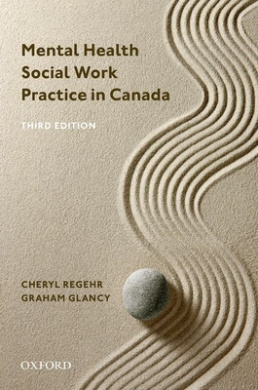 Mental Health
Social Work
Practice in Canada
THIRD EDITION
CHERYL REGEHR
GRAHAM GLANCY
OXFORD